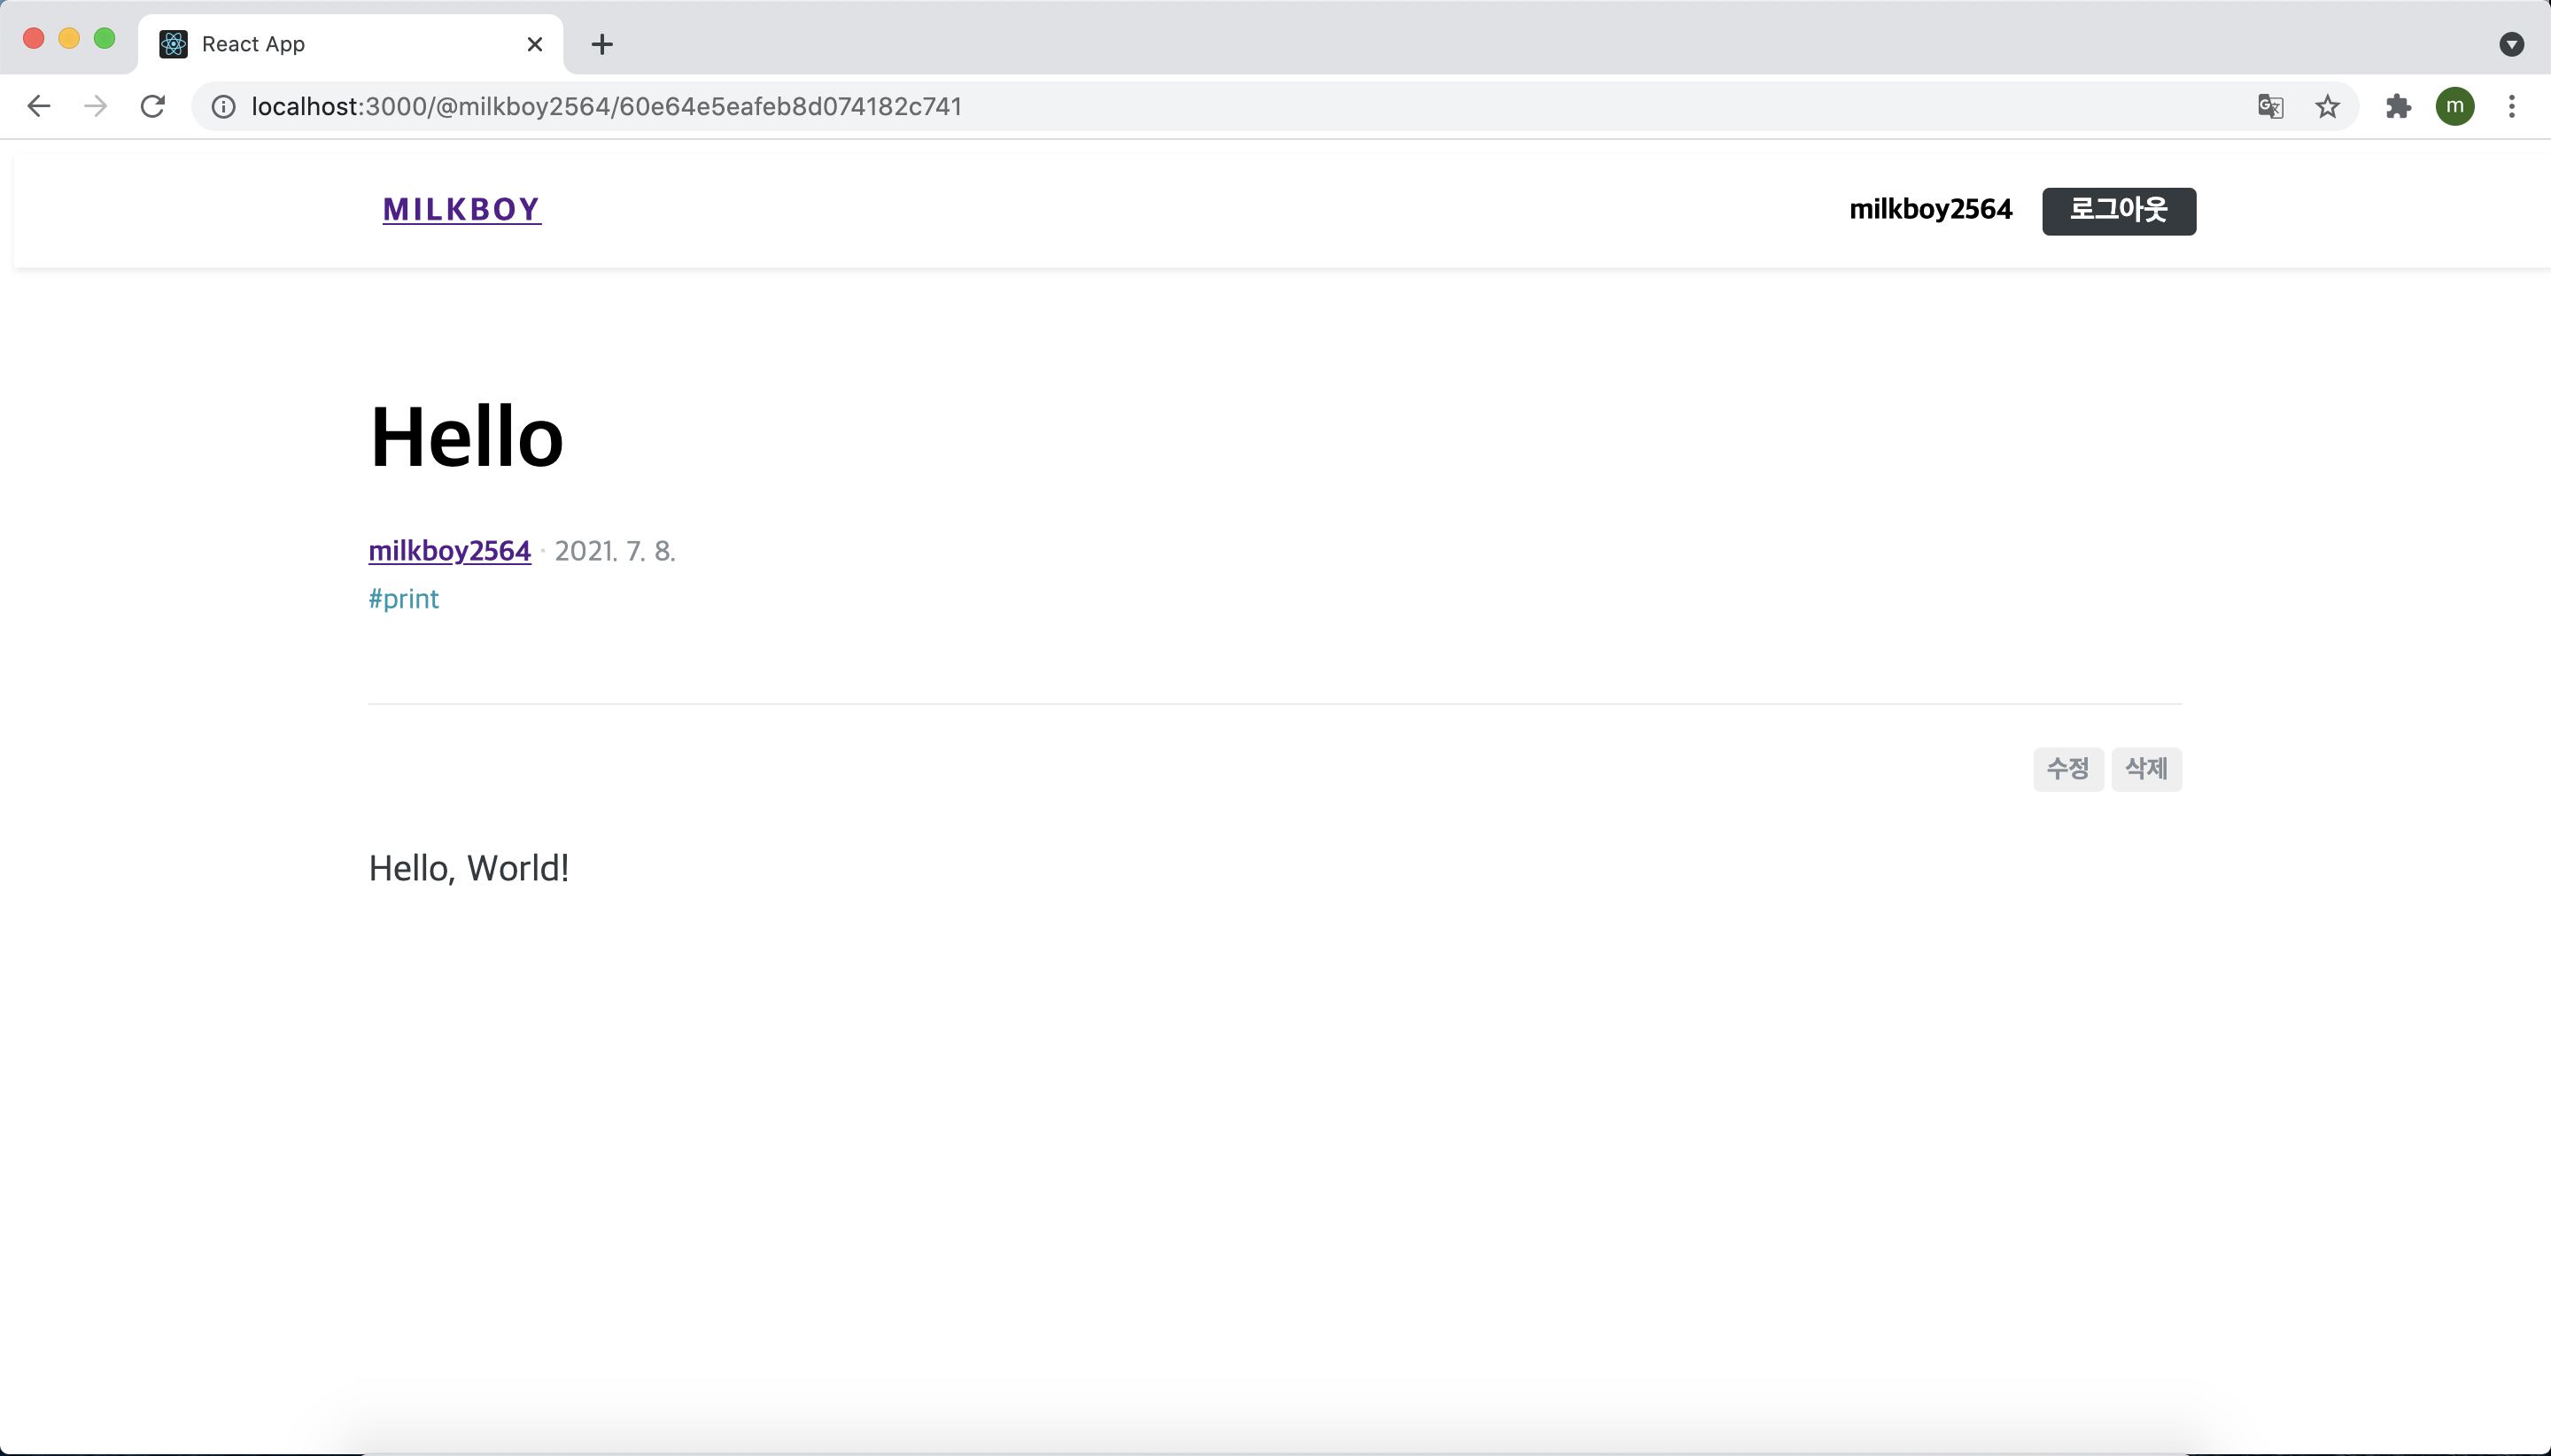 React App
localhost:3000/@milkboy2564/60e64e5eafeb8d074182c741
m
MILKBOY
milkboy2564
로그아웃
Hello
milkboy2564 · 2021. 7. 8.
#print
수정 삭제
Hello, World!